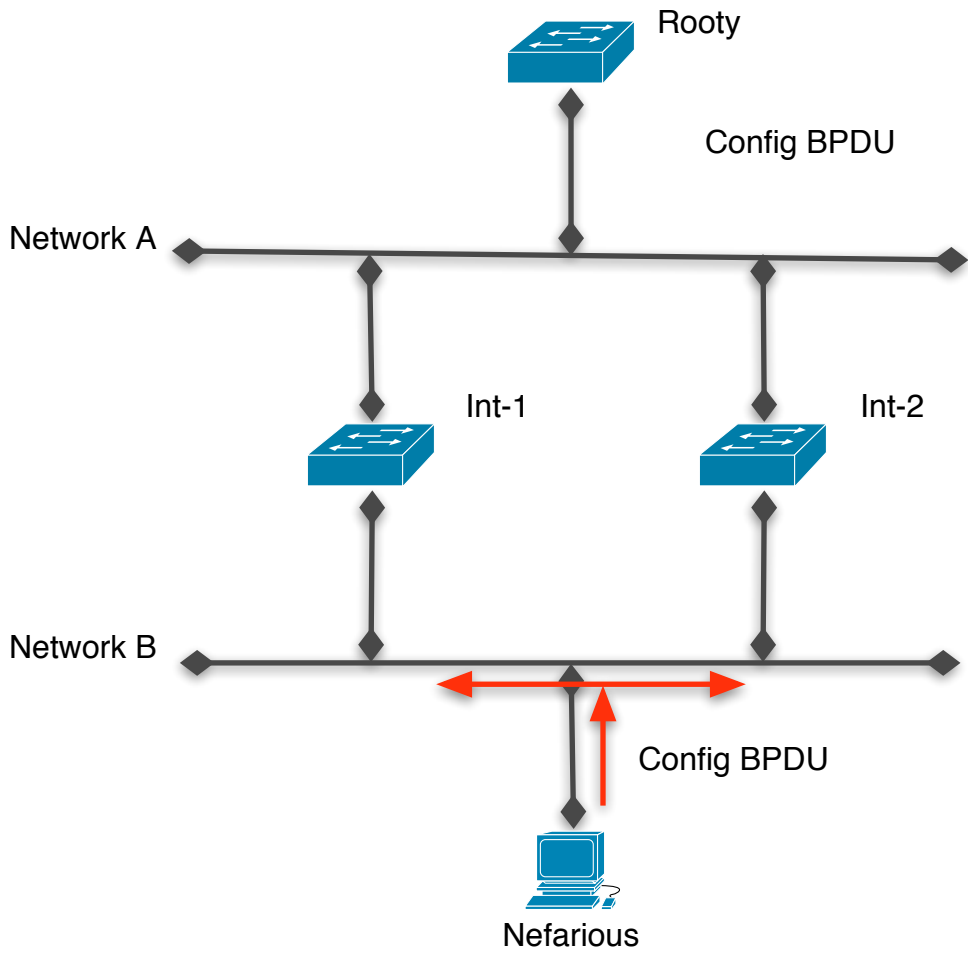 Rooty
Config BPDU
Network A
Int-1
Int-2
Network B
Config BPDU
Nefarious